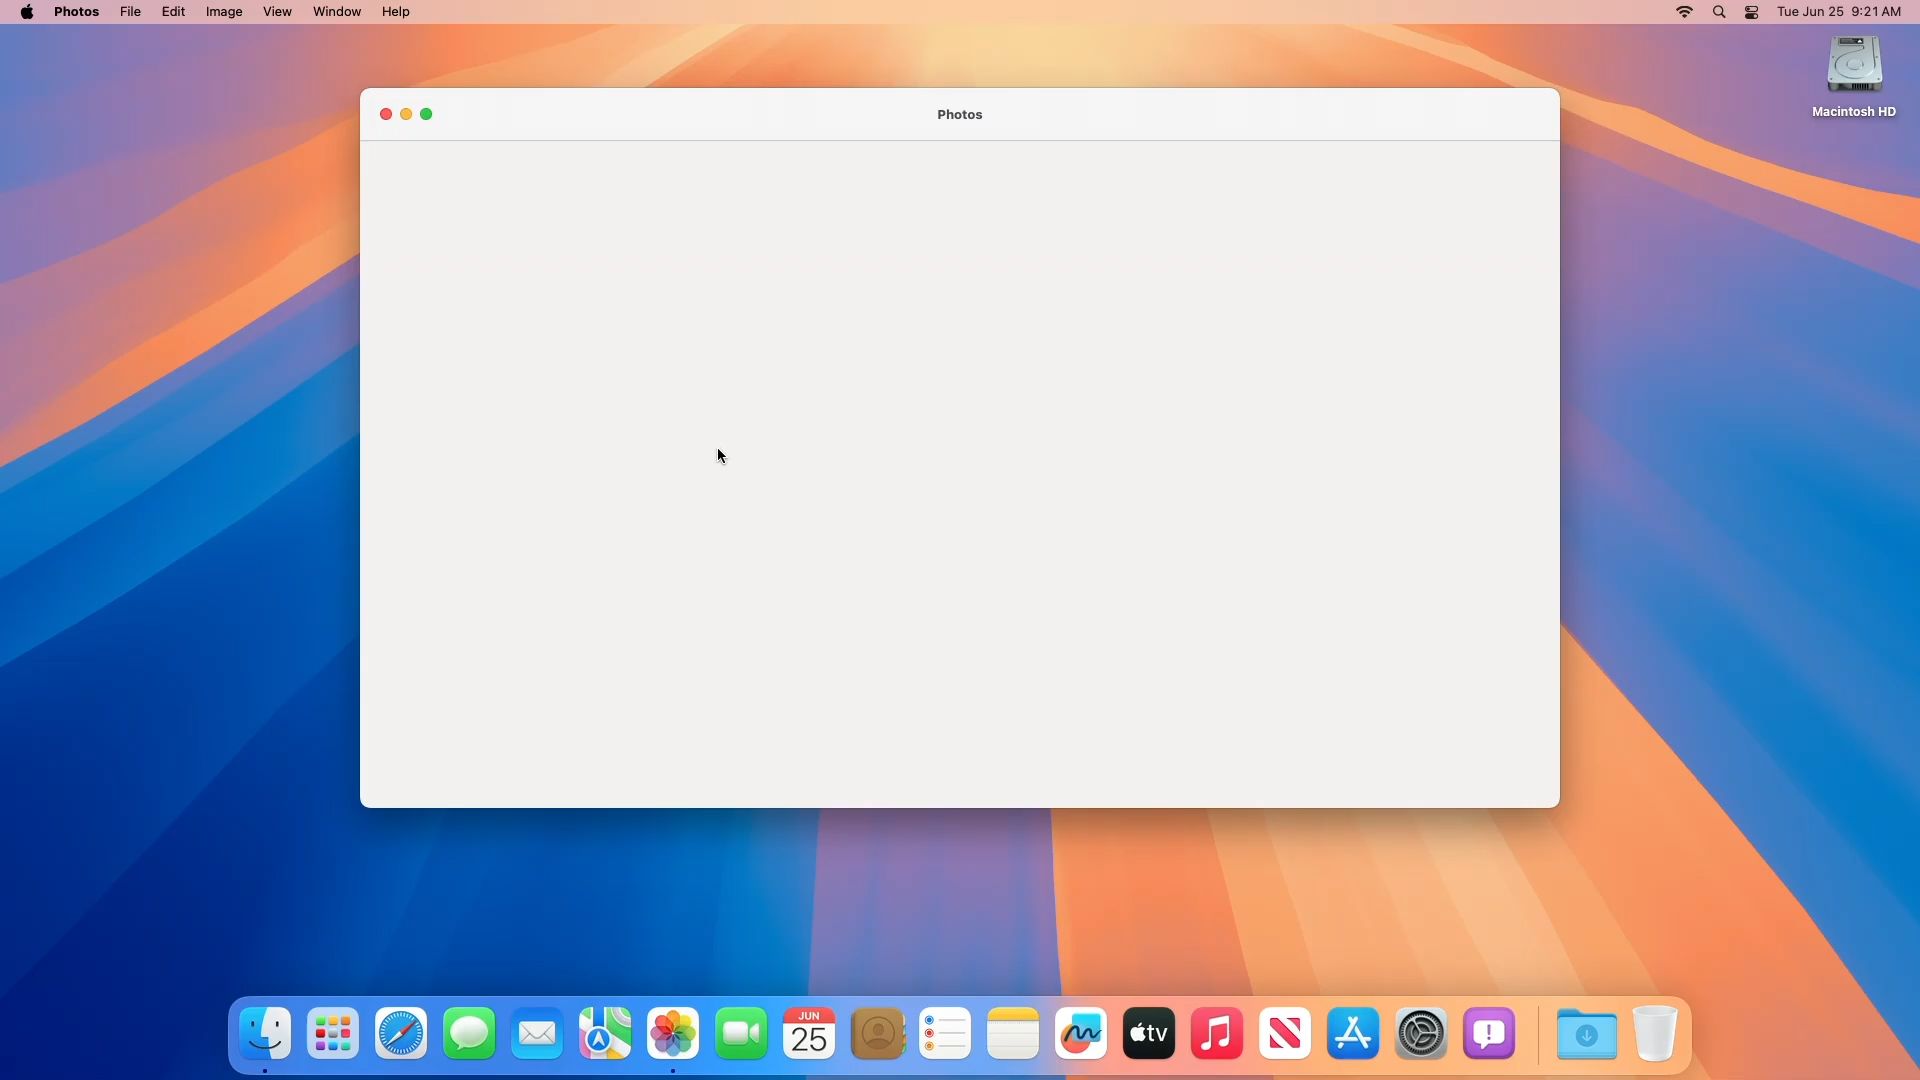 Photos File Edit Image View Window Help Tue Jun 25 9:21 AM
Macintosh HD
Photos
JUN
25
tv